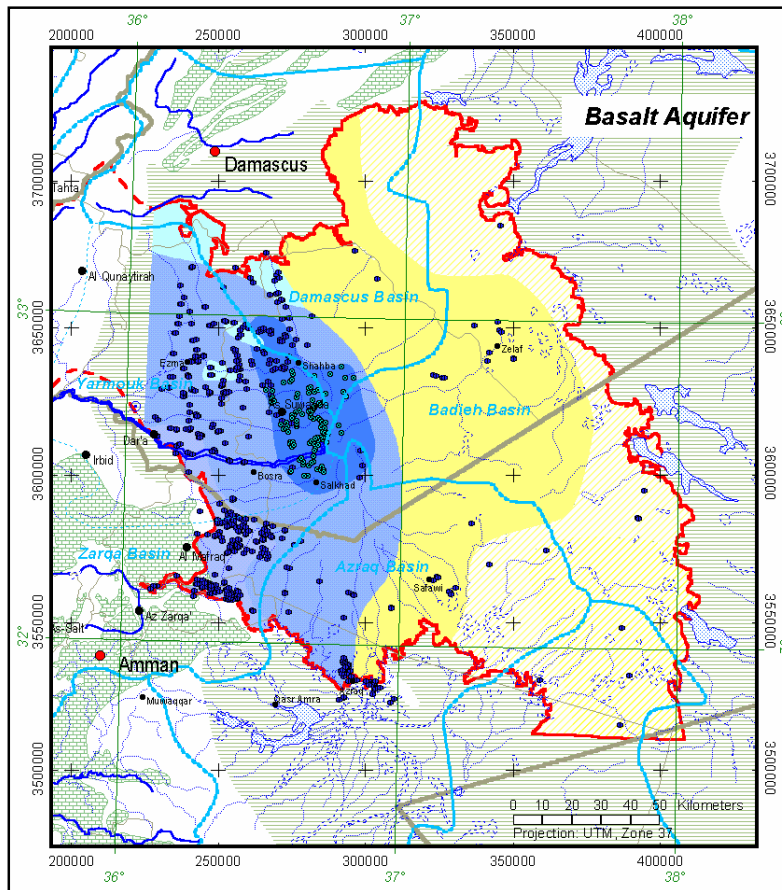 36°
37°
38°
200000 250000 300000 350000 400000
Basalt Aquifer
Damascus
3700000
3700000
Tahta
Al Qunaytirah
33°
Damascus Basin
33
3650000
3650000
Ezra
Shahba
Zelaf
Yarmouk Basin
Badieh Basin
Dar'a
Irbid
Bosra
Salkhad
3600000
3600000
Zarqa Basin
Al Mafraq
Azraq Basin
Safawi
Az Zarqa'
s-Salt
3550000
3550000
32°
Amman
Azraq
Muwaqqar
Qasr Amra
3500000
3500000
0 10 20 30 40 50 Kilometers
Projection: UTM, Zone 37
200000 250000 300000 350000 400000
36°
37°
38°